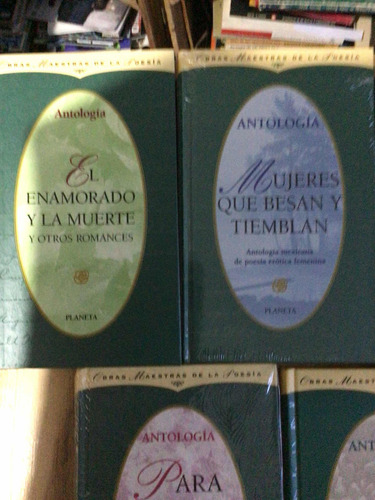 OBRAS MAESTRAS DE LA POESÍA
Antología
EL
ENAMORADO
Y LA MUERTE
Y OTROS ROMANCES
PLANETA
OBRAS MAESTRAS DE LA POESÍA
ANTOLOGÍA
MUJERES
QUE BESAN Y
TIEMBLAN
Antología mexicana
de poesía erótica femenina
PLANETA
OBRAS MAESTRAS DE LA POESÍA
ANTOLOGÍA
PARA
OBRAS MAEST
ANT